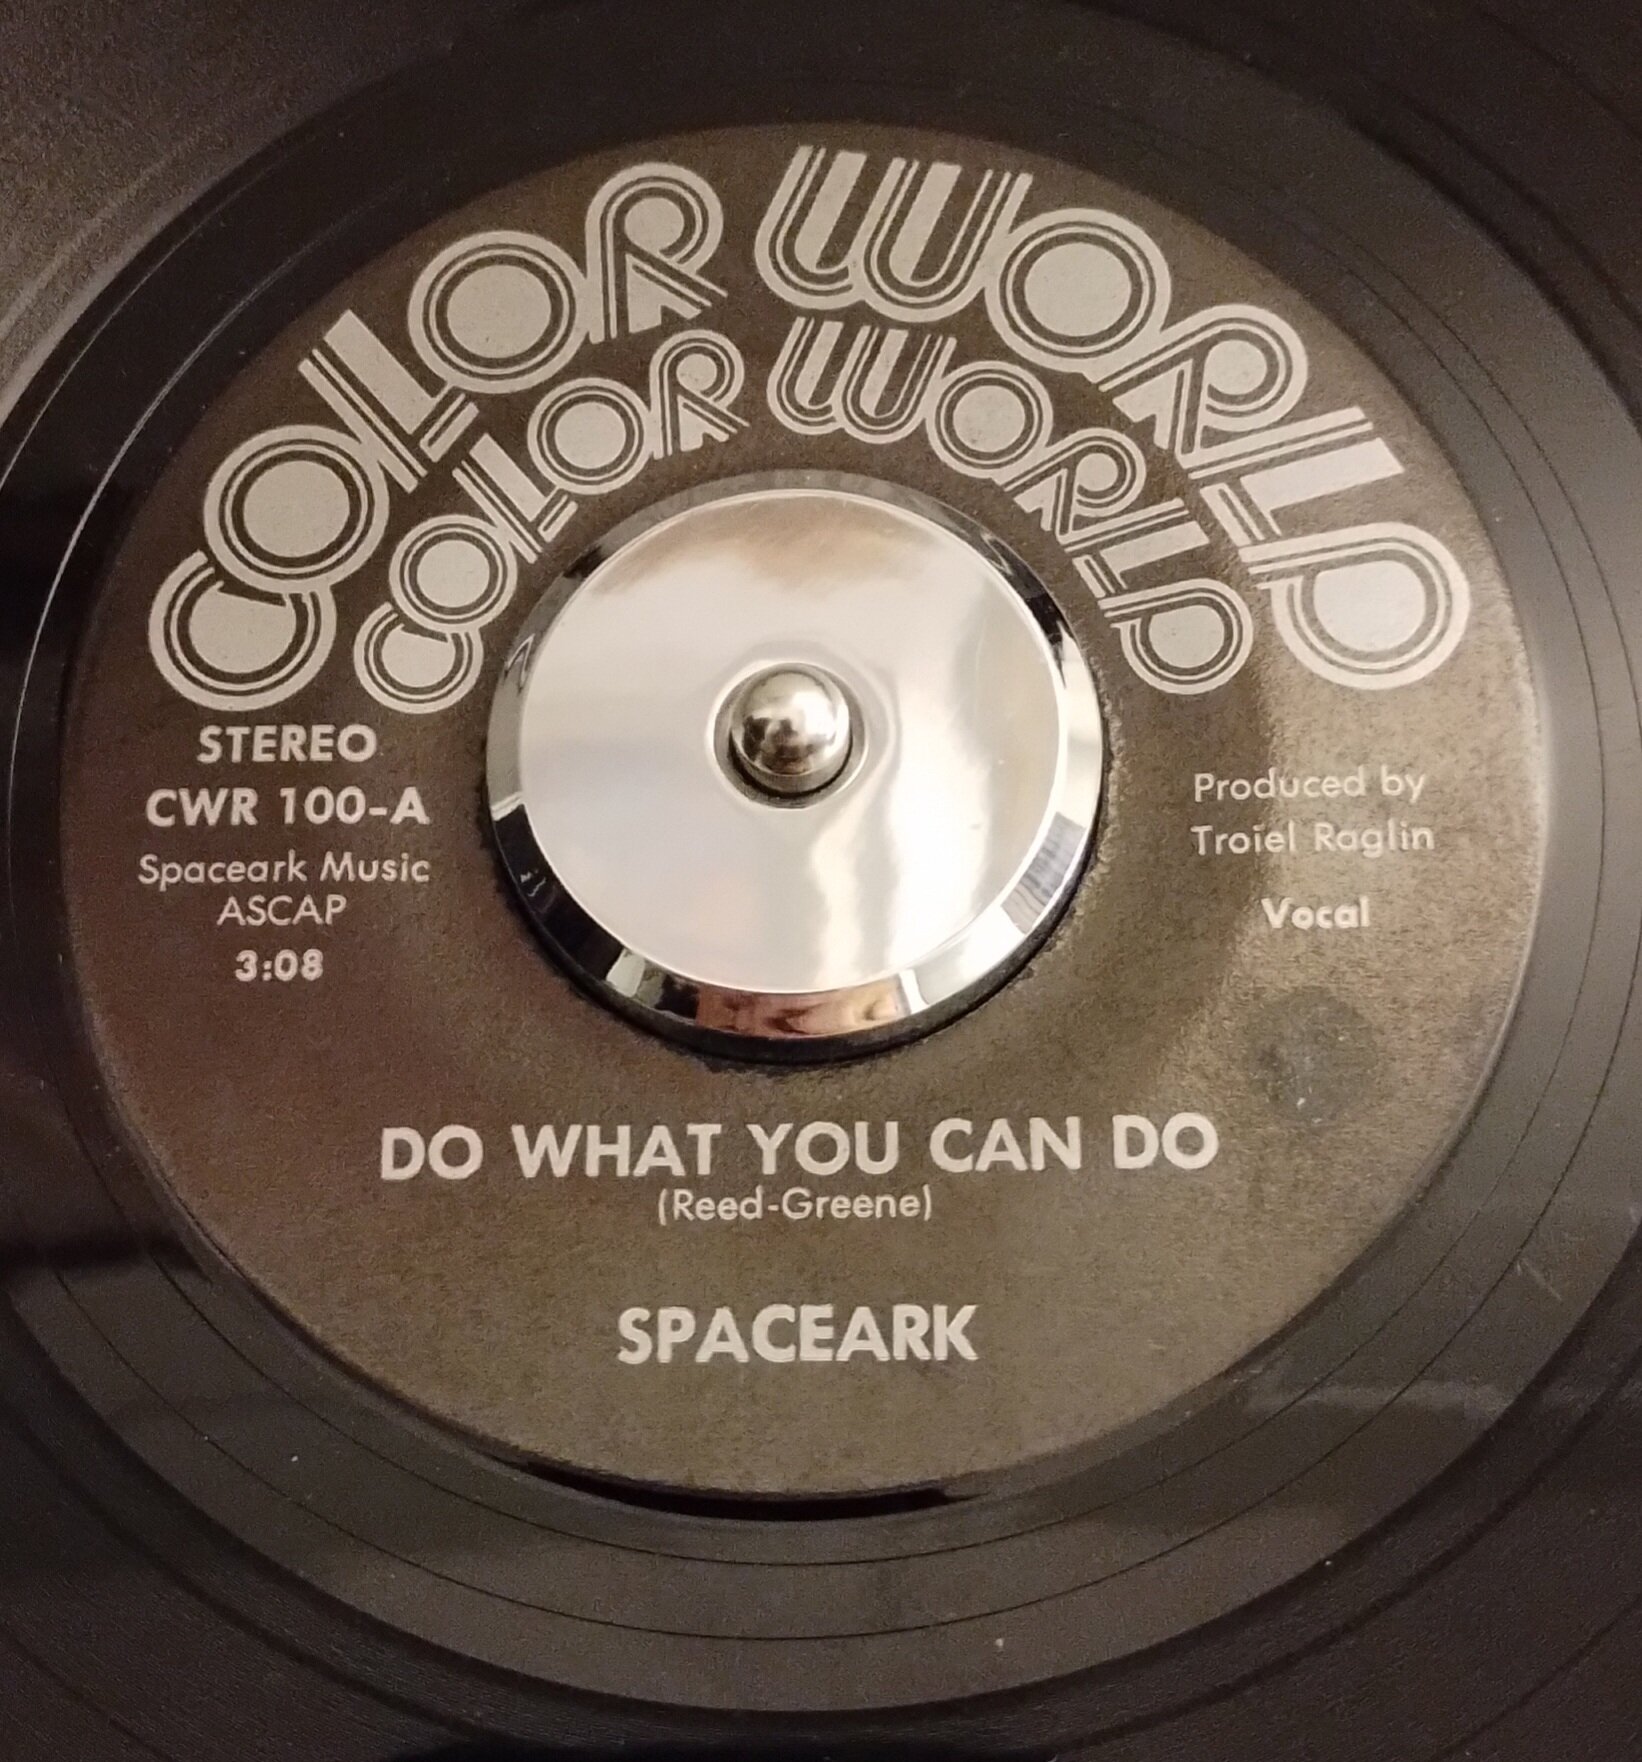 COLOR WORLD
COLOR WORLD
STEREO
CWR 100-A
Spaceark Music
ASCAP
3:08
Produced by
Troiel Raglin
Vocal
DO WHAT YOU CAN DO
(Reed-Greene)
SPACEARK